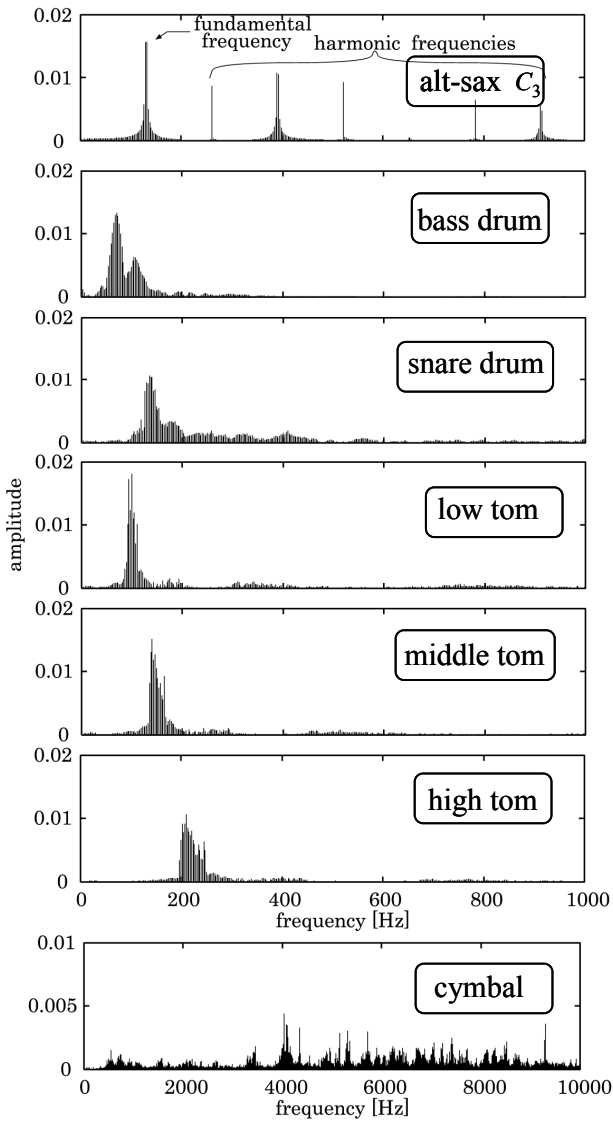 0.02
fundamental
frequency
harmonic frequencies
0.01
alt-sax C3
0
0.02
bass drum
0.01
0
0.02
snare drum
0.01
0
0.02
low tom
0.01
0
amplitude
0.02
middle tom
0.01
0
0.02
high tom
0.01
0
0 200 400 600 800 1000
frequency [Hz]
0.01
cymbal
0.005
0
0 2000 4000 6000 8000 10000
frequency [Hz]